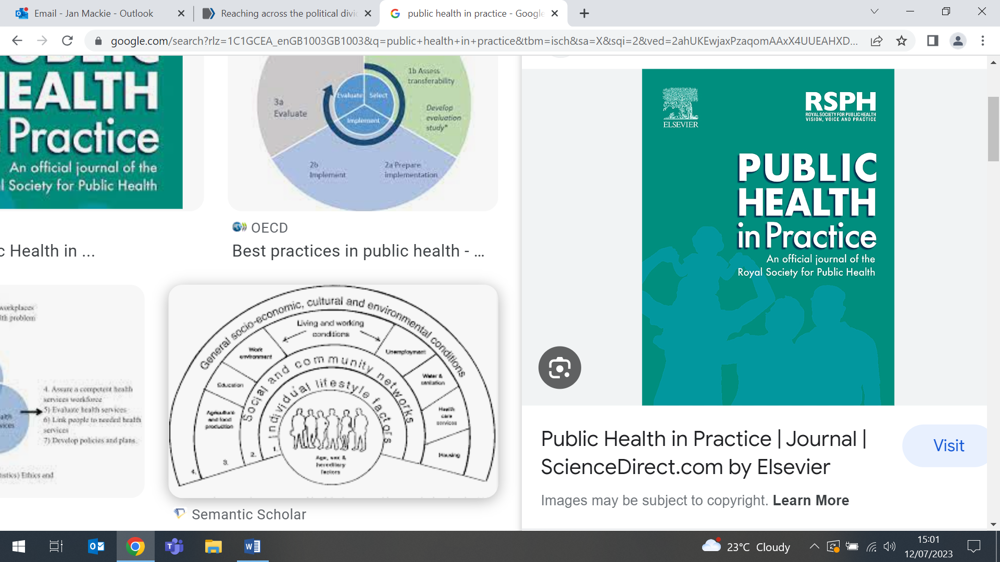 Email - Jan Mackie - Outlook
Reaching across the political
public health in practice - Google
google.com/search?rlz=1C1GCEA_enGB1003GB1003&q=public+health+in+practice&tbm=isch&sa=X&sqi=2&ved=2ahUKEwjaxPzaqomAAxX4UUEAHXD...
HEALTH
Practice
An official journal of the
Society for Public Health
1b Assess
transferability
Develop
evaluation
study*
3a
Evaluate
Evaluate
Select
Implement
2b
Implement
2a Prepare
implementation
OECD
Health in ...
Best practices in public health - ...
workplaces
problem
4. Assure a competent health
services workforce
5) Evaluate health services
6) Link people to needed health
services
7) Develop policies and plans.
Ethics and
General socio-economic, cultural and environmental conditions
Living and working
conditions
Work
environment
Unemployment
Education
Water &
sanitation
Agriculture
and food
production
Health
care
services
Housing
Social and community networks
Individual lifestyle factors
Age, sex &
hereditary
factors
1.
2.
3.
4.
Semantic Scholar
ELSEVIER
RSPH
ROYAL SOCIETY FOR PUBLIC HEALTH
VISION, VOICE AND PRACTICE
PUBLIC
HEALTH
in Practice
An official journal of the
Royal Society for Public Health
Public Health in Practice | Journal |
ScienceDirect.com by Elsevier
Visit
Images may be subject to copyright. Learn More
23°C Cloudy
15:01
12/07/2023